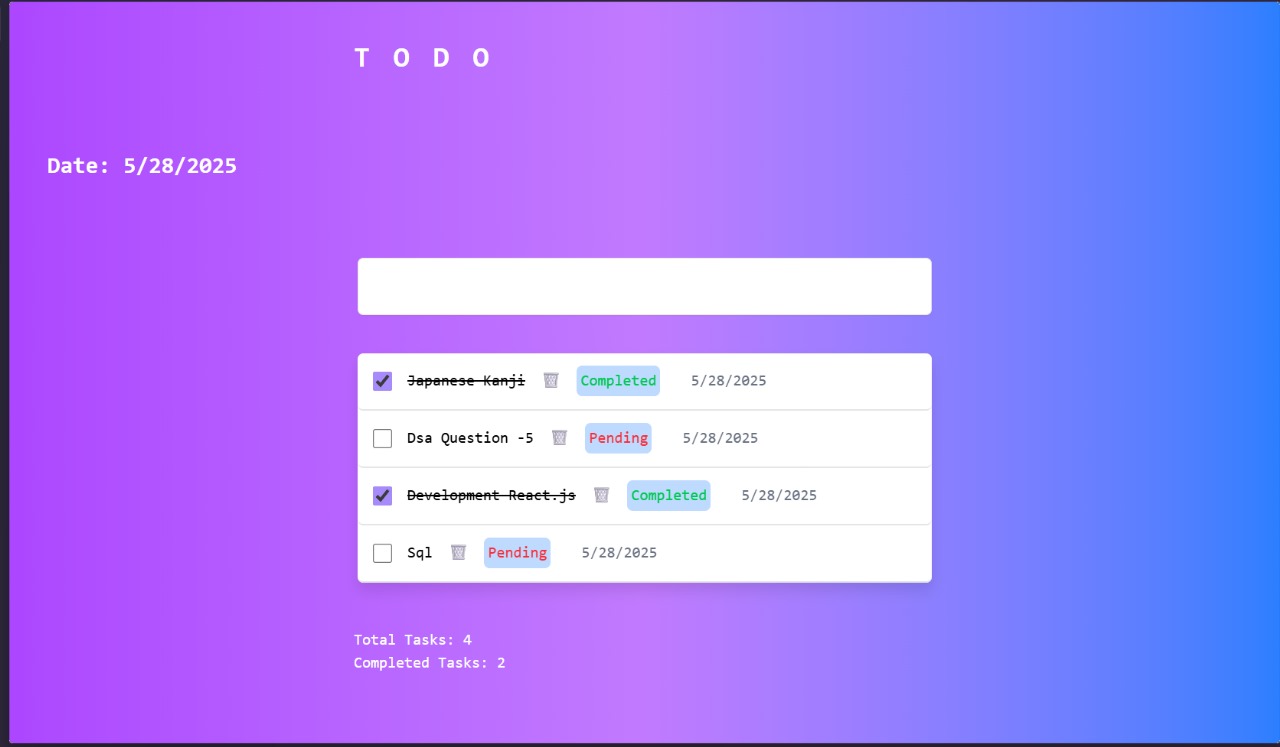 T O D O
Date: 5/28/2025
Japanese Kanji Completed 5/28/2025
Dsa Question -5 Pending 5/28/2025
Development React.js Completed 5/28/2025
Sql Pending 5/28/2025
Total Tasks: 4
Completed Tasks: 2